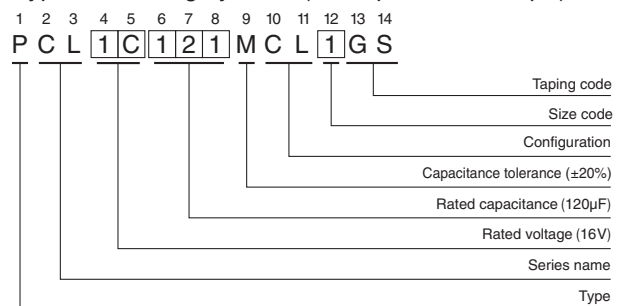 1 2 3 4 5 6 7 8 9 10 11 12 13 14
P C L 1 C 1 2 1 M C L 1 G S
Taping code
Size code
Configuration
Capacitance tolerance (±20%)
Rated capacitance (120μF)
Rated voltage (16V)
Series name
Type